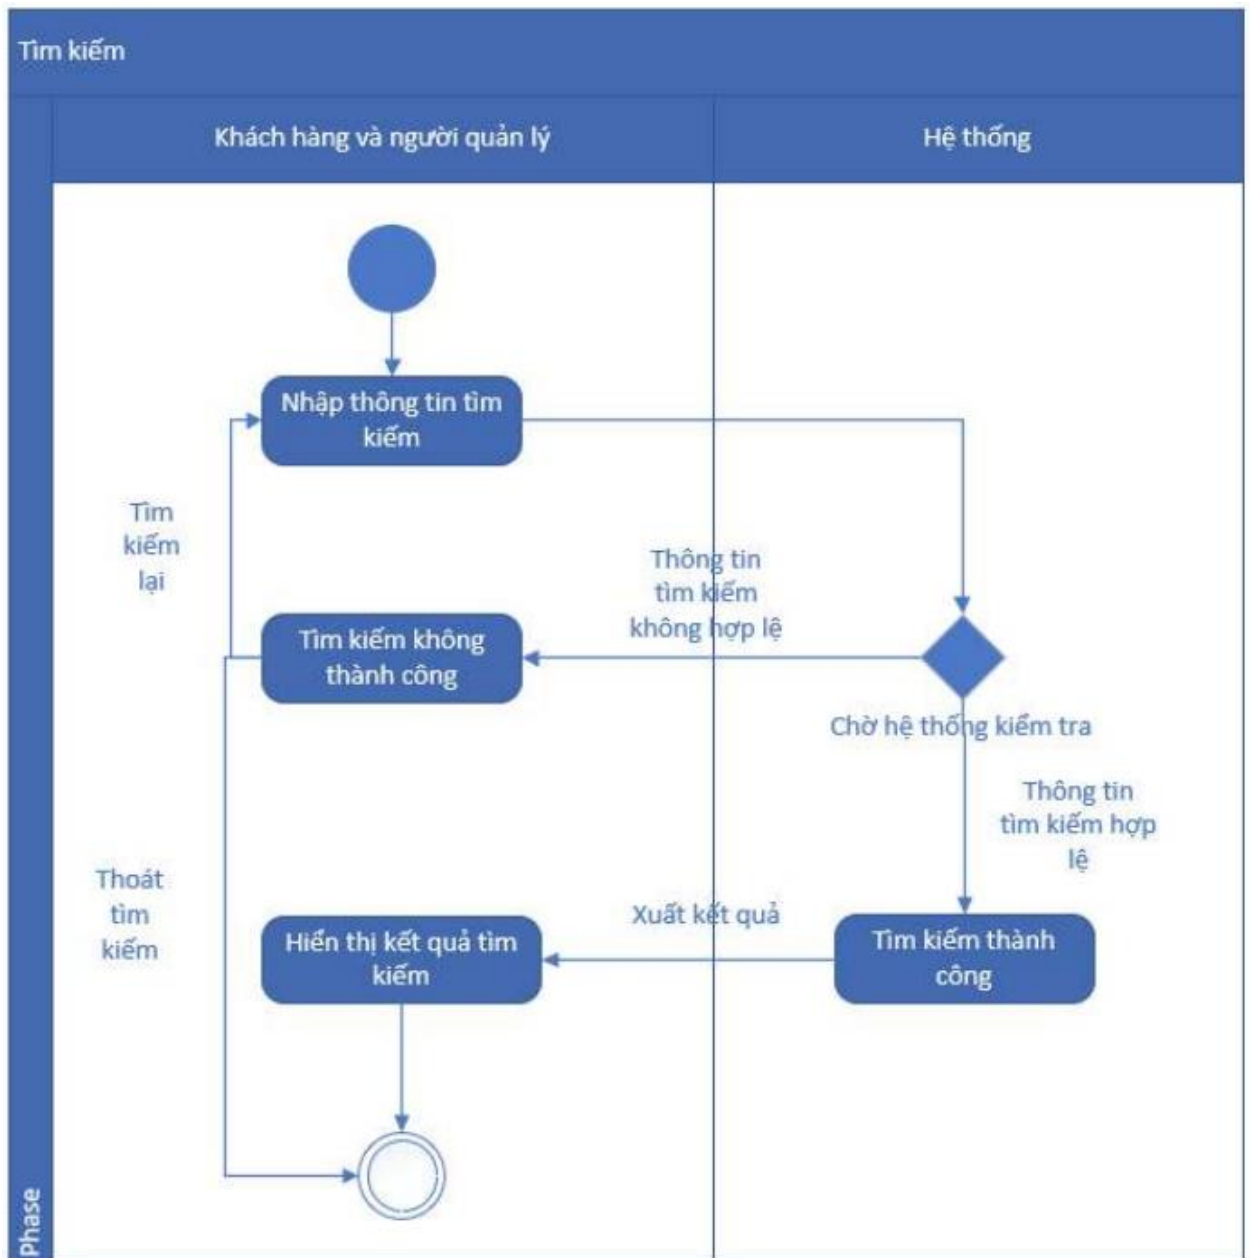 Tìm kiếm
Khách hàng và người quản lý
Hệ thống
Nhập thông tin tìm
kiếm
Tìm
kiếm
lại
Thông tin
tìm kiếm
không hợp lệ
Tìm kiếm không
thành công
Chờ hệ thống kiểm tra
Thông tin
tìm kiếm hợp
lệ
Thoát
tìm
kiếm
Xuất kết quả
Hiển thị kết quả tìm
kiếm
Tìm kiếm thành
công
Phase